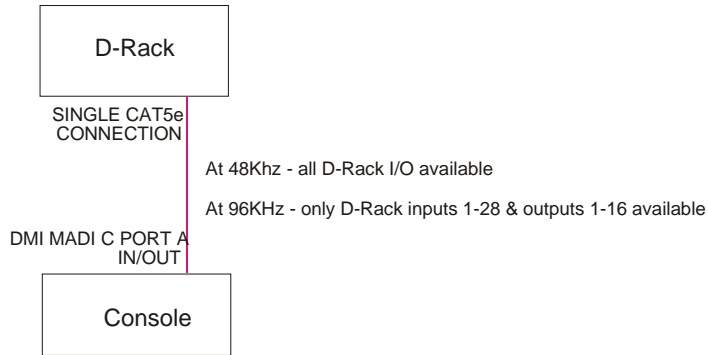 D-Rack
SINGLE CAT5e
CONNECTION
At 48Khz - all D-Rack I/O available
At 96KHz - only D-Rack inputs 1-28 & outputs 1-16 available
DMI MADI C PORT A
IN/OUT
Console